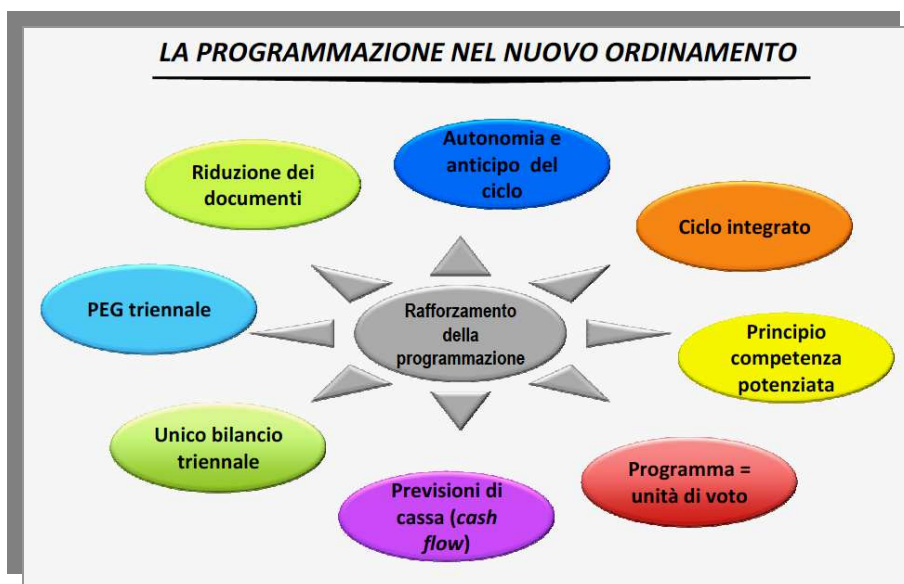 LA PROGRAMMAZIONE NEL NUOVO ORDINAMENTO
Autonomia e
anticipo del
ciclo
Riduzione dei
documenti
Ciclo integrato
PEG triennale
Rafforzamento
della
programmazione
Principio
competenza
potenziata
Unico bilancio
triennale
Programma =
unità di voto
Previsioni di
cassa (cash
flow)